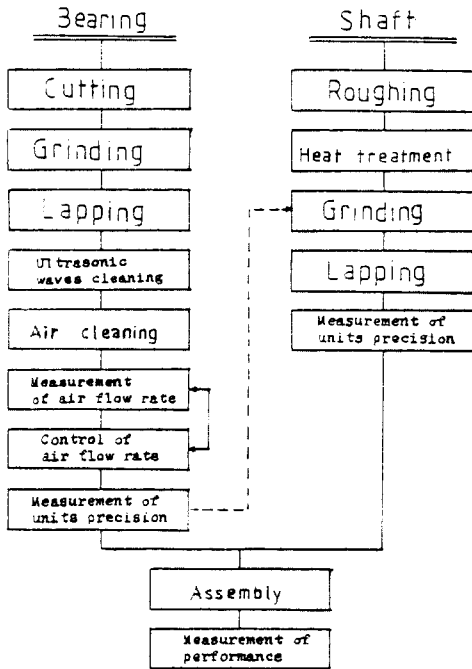 Bearing
Cutting
Grinding
Lapping
Ultrasonic
waves cleaning
Air cleaning
Measurement
of air flow rate
Control of
air flow rate
Measurement of
units precision
Shaft
Roughing
Heat treatment
Grinding
Lapping
Measurement of
units precision
Assembly
Measurement of
performance